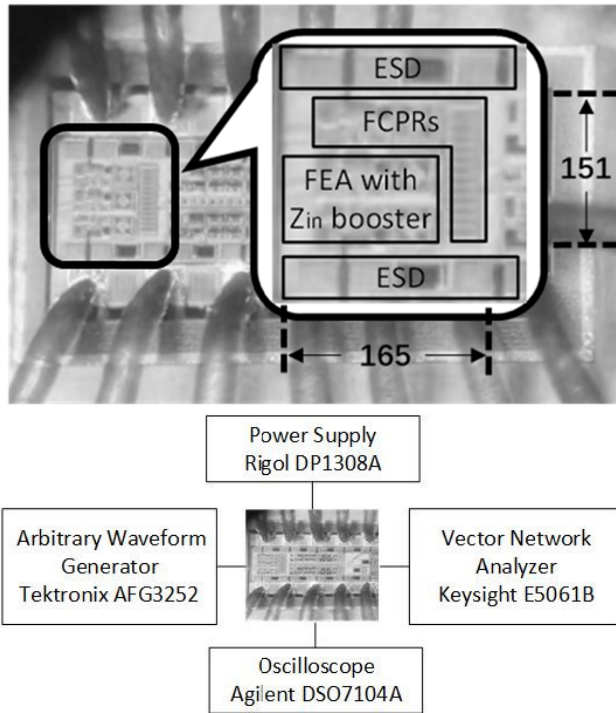 ESD
FCPRs
FEA with
Zin booster
ESD
151
165
Power Supply
Rigol DP1308A
Arbitrary Waveform
Generator
Tektronix AFG3252
Vector Network
Analyzer
Keysight E5061B
Oscilloscope
Agilent DSO7104A